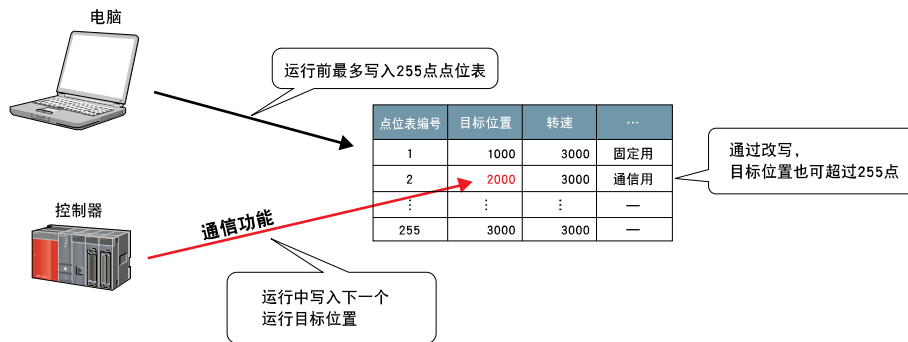 电脑
运行前最多写入255点点位表
点位表编号 目标位置 转速 …
1 1000 3000 固定用
2 2000 3000 通信用
⋮ ⋮ ⋮ —
255 3000 3000 —
通过改写,
目标位置也可超过255点
控制器
通信功能
运行中写入下一个
运行目标位置